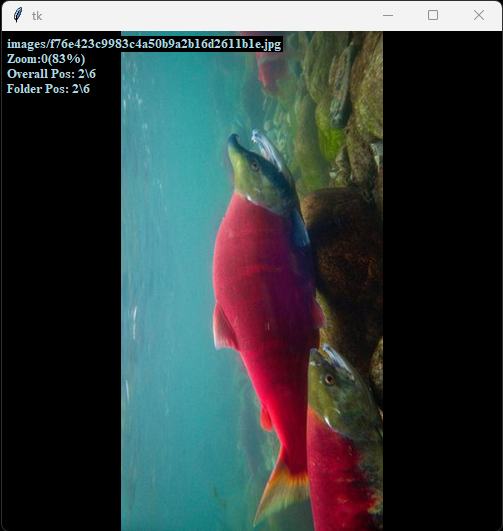 tk
images/f76e423c9983c4a50b9a2b16d2611b1e.jpg
Zoom:0(83%)
Overall Pos: 2\6
Folder Pos: 2\6